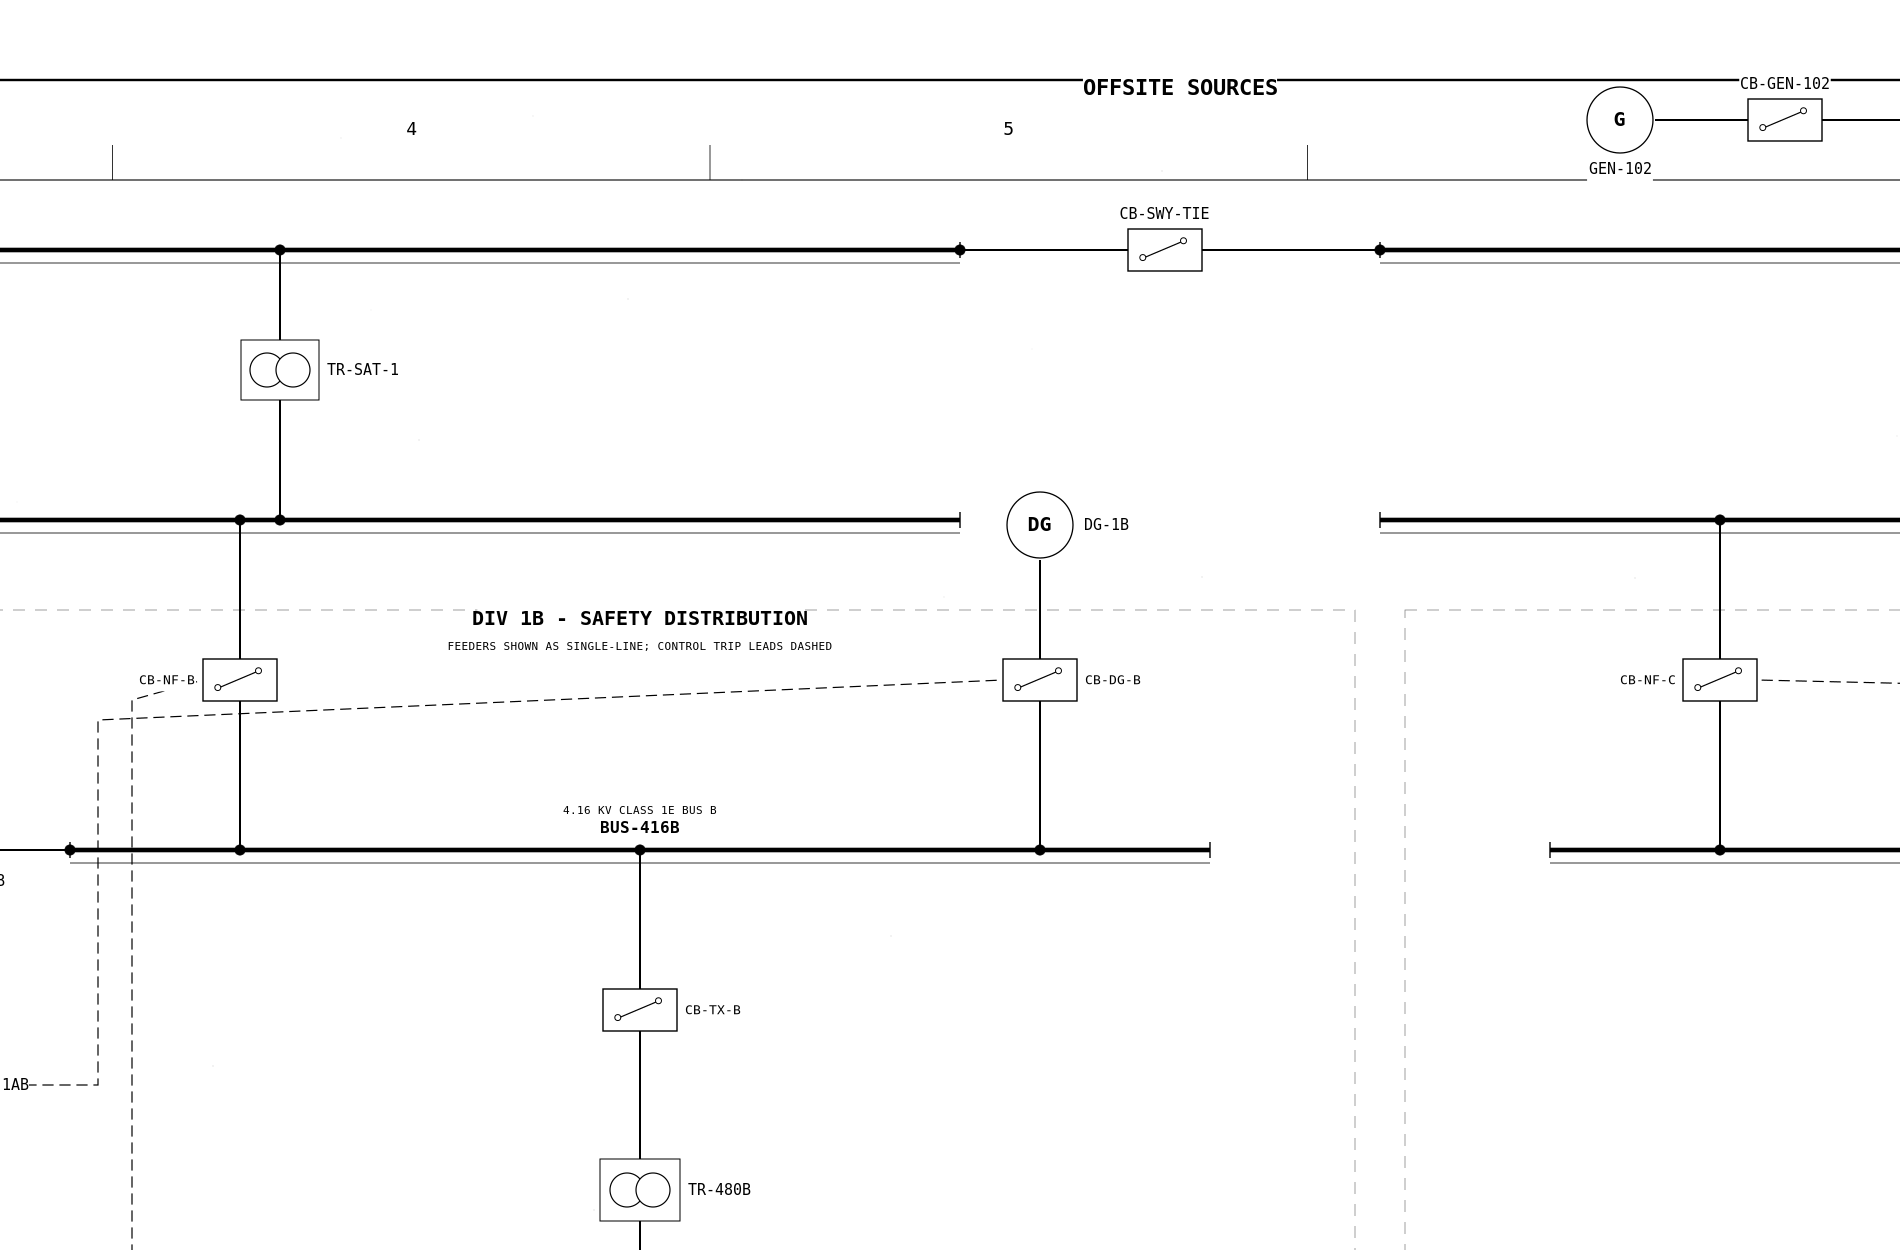 OFFSITE SOURCES
CB-GEN-102
G
4
5
GEN-102
CB-SWY-TIE
TR-SAT-1
DG
DG-1B
DIV 1B - SAFETY DISTRIBUTION
FEEDERS SHOWN AS SINGLE-LINE; CONTROL TRIP LEADS DASHED
CB-NF-B
CB-DG-B
CB-NF-C
4.16 KV CLASS 1E BUS B
BUS-416B
CB-TX-B
1AB
TR-480B